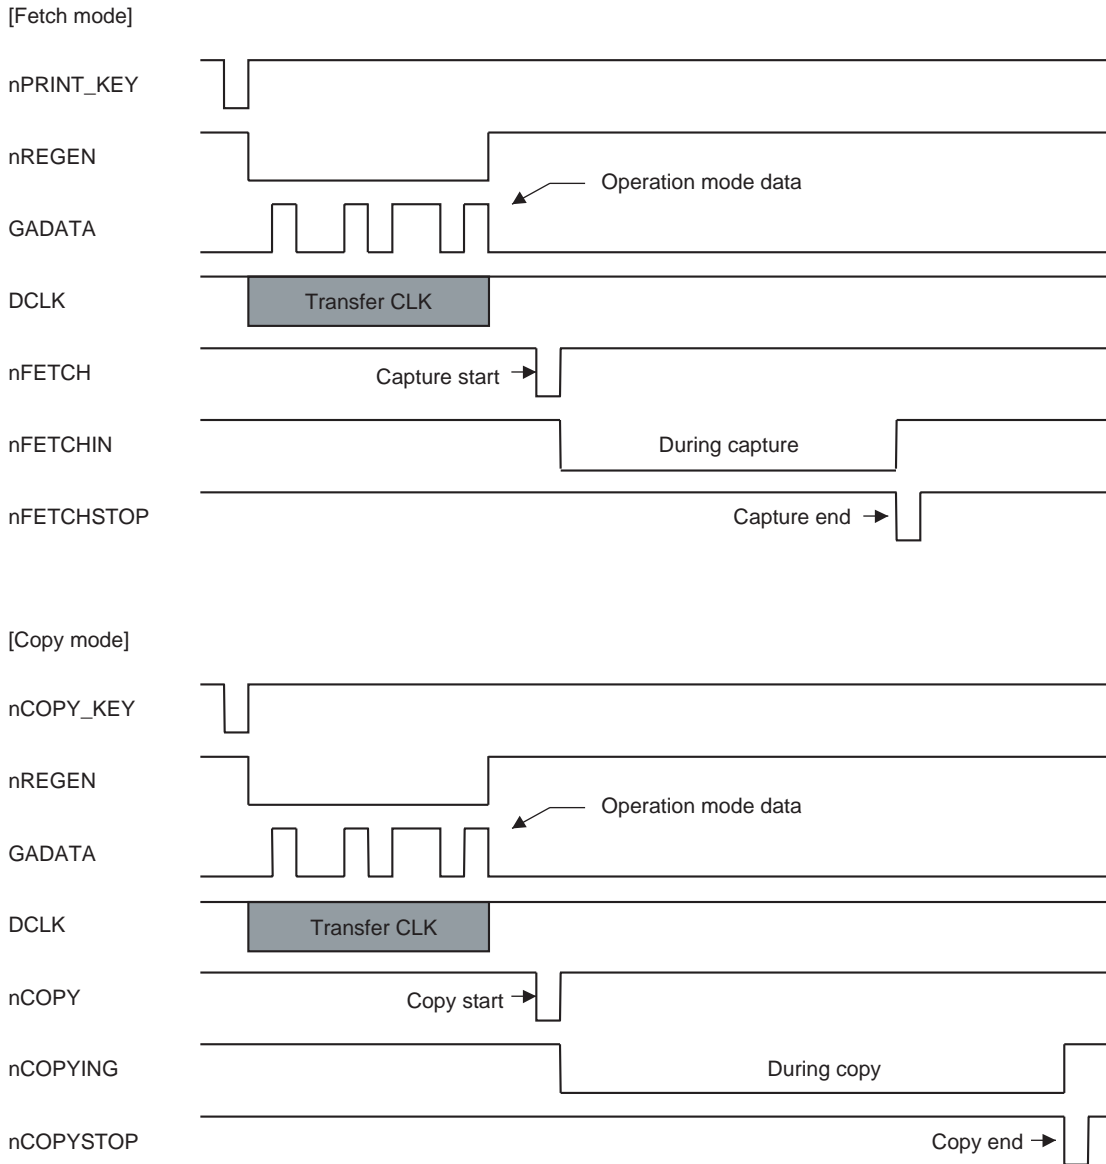 [Fetch mode]
nPRINT_KEY
nREGEN
Operation mode data
GADATA
DCLK
Transfer CLK
nFETCH
Capture start
nFETCHIN
During capture
nFETCHSTOP
Capture end
[Copy mode]
nCOPY_KEY
nREGEN
Operation mode data
GADATA
DCLK
Transfer CLK
nCOPY
Copy start
nCOPYING
During copy
nCOPYSTOP
Copy end